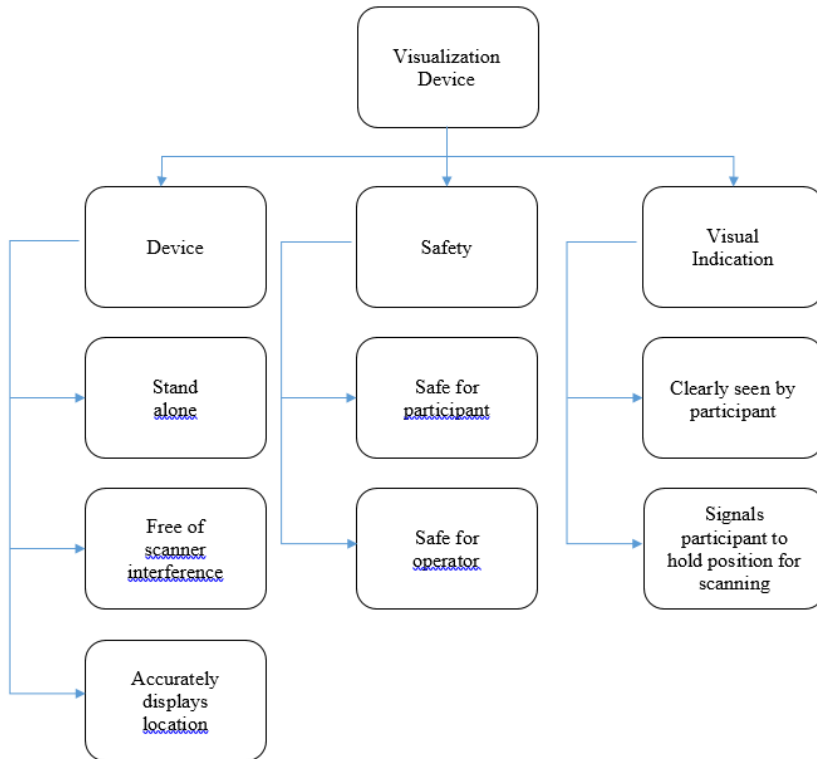 Visualization
Device
Device
Safety
Visual
Indication
Stand
alone
Safe for
participant
Clearly seen by
participant
Free of
scanner
interference
Safe for
operator
Signals
participant to
hold position for
scanning
Accurately
displays
location